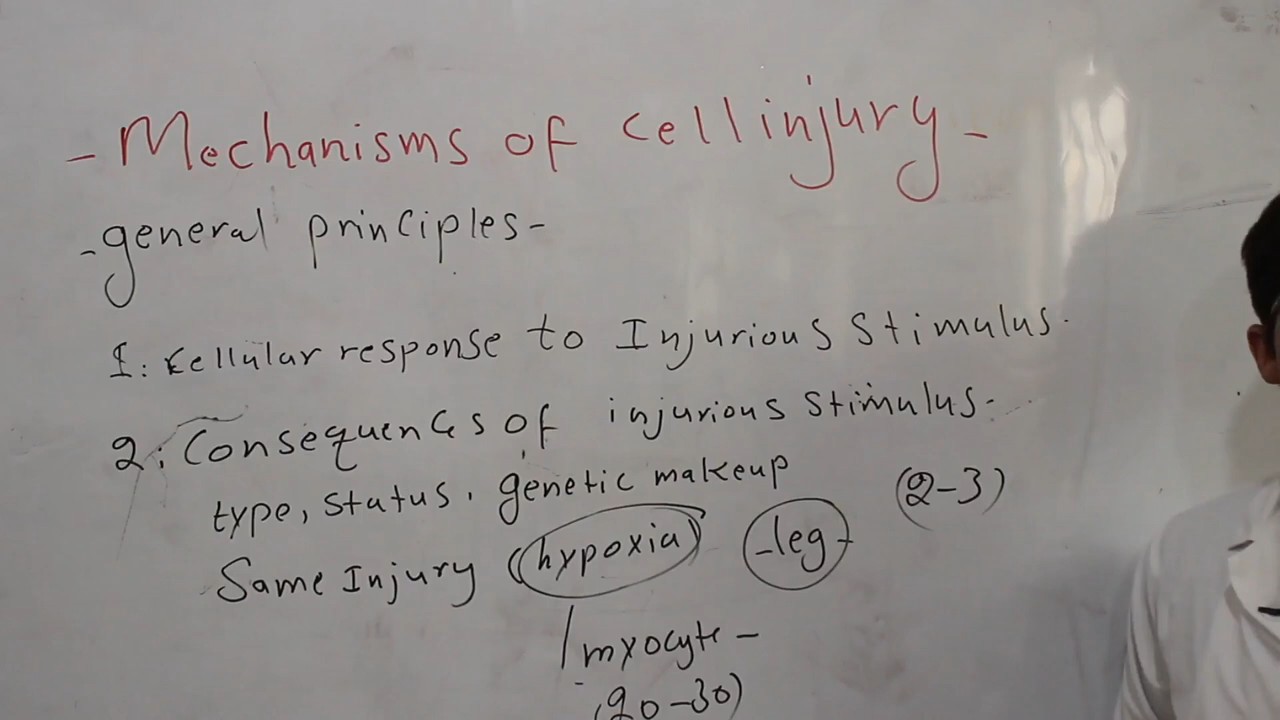 - Mechanisms of cell injury -
- general principles -
1: cellular response to Injurious stimulus.
2: Consequences of injurious stimulus.
type, status, genetic makeup (2-3)
Same Injury (hypoxia) -leg-
myocyte -
(20-30)